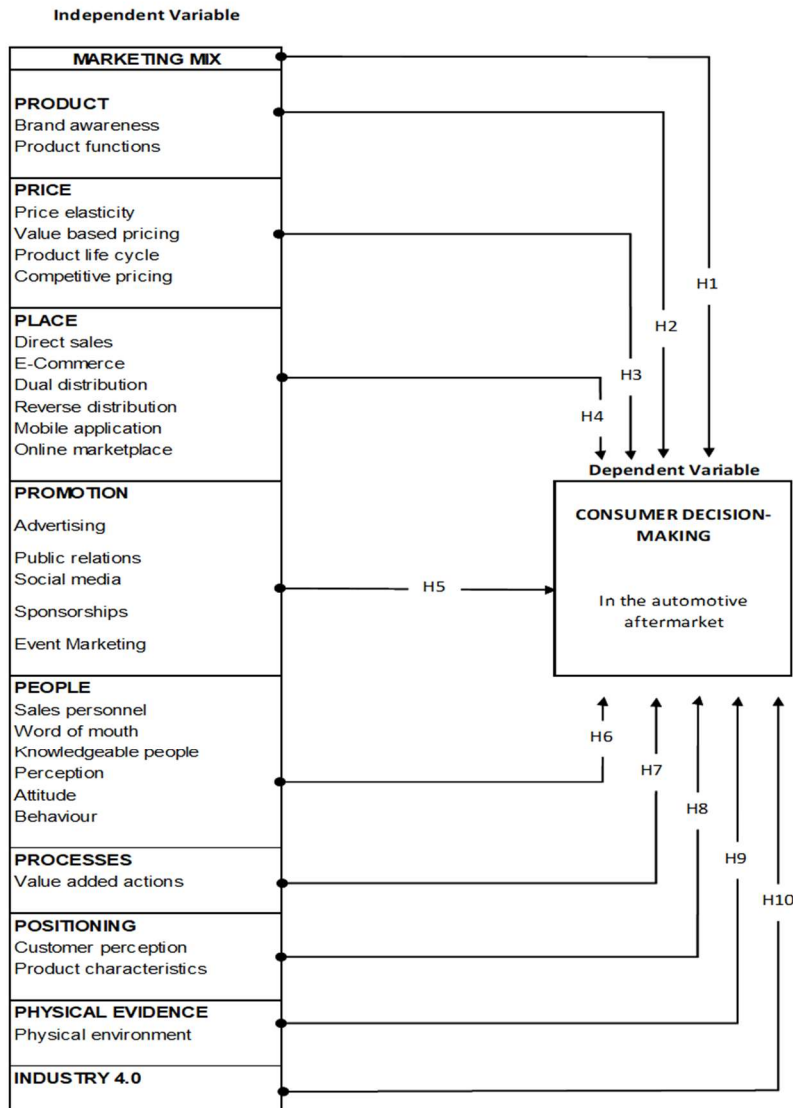 Independent Variable
MARKETING MIX
PRODUCT
Brand awareness
Product functions
PRICE
Price elasticity
Value based pricing
Product life cycle
Competitive pricing
H1
H2
H3
PLACE
Direct sales
E-Commerce
Dual distribution
Reverse distribution
Mobile application
Online marketplace
H4
Dependent Variable
PROMOTION
Advertising
Public relations
Social media
Sponsorships
Event Marketing
H5
CONSUMER DECISION-
MAKING
In the automotive
aftermarket
PEOPLE
Sales personnel
Word of mouth
Knowledgeable people
Perception
Attitude
Behaviour
H6
H7
H8
PROCESSES
Value added actions
H9
H10
POSITIONING
Customer perception
Product characteristics
PHYSICAL EVIDENCE
Physical environment
INDUSTRY 4.0